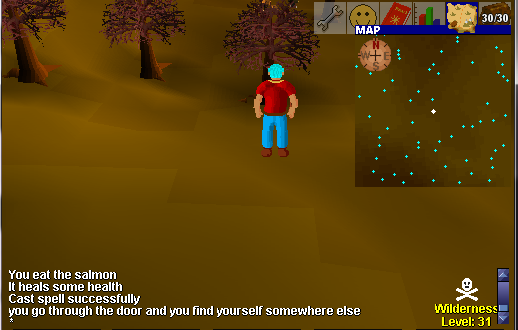 30/30
MAP
N
W E
S
You eat the salmon
It heals some health
Cast spell successfully
you go through the door and you find yourself somewhere else
*
Wilderness
Level: 31